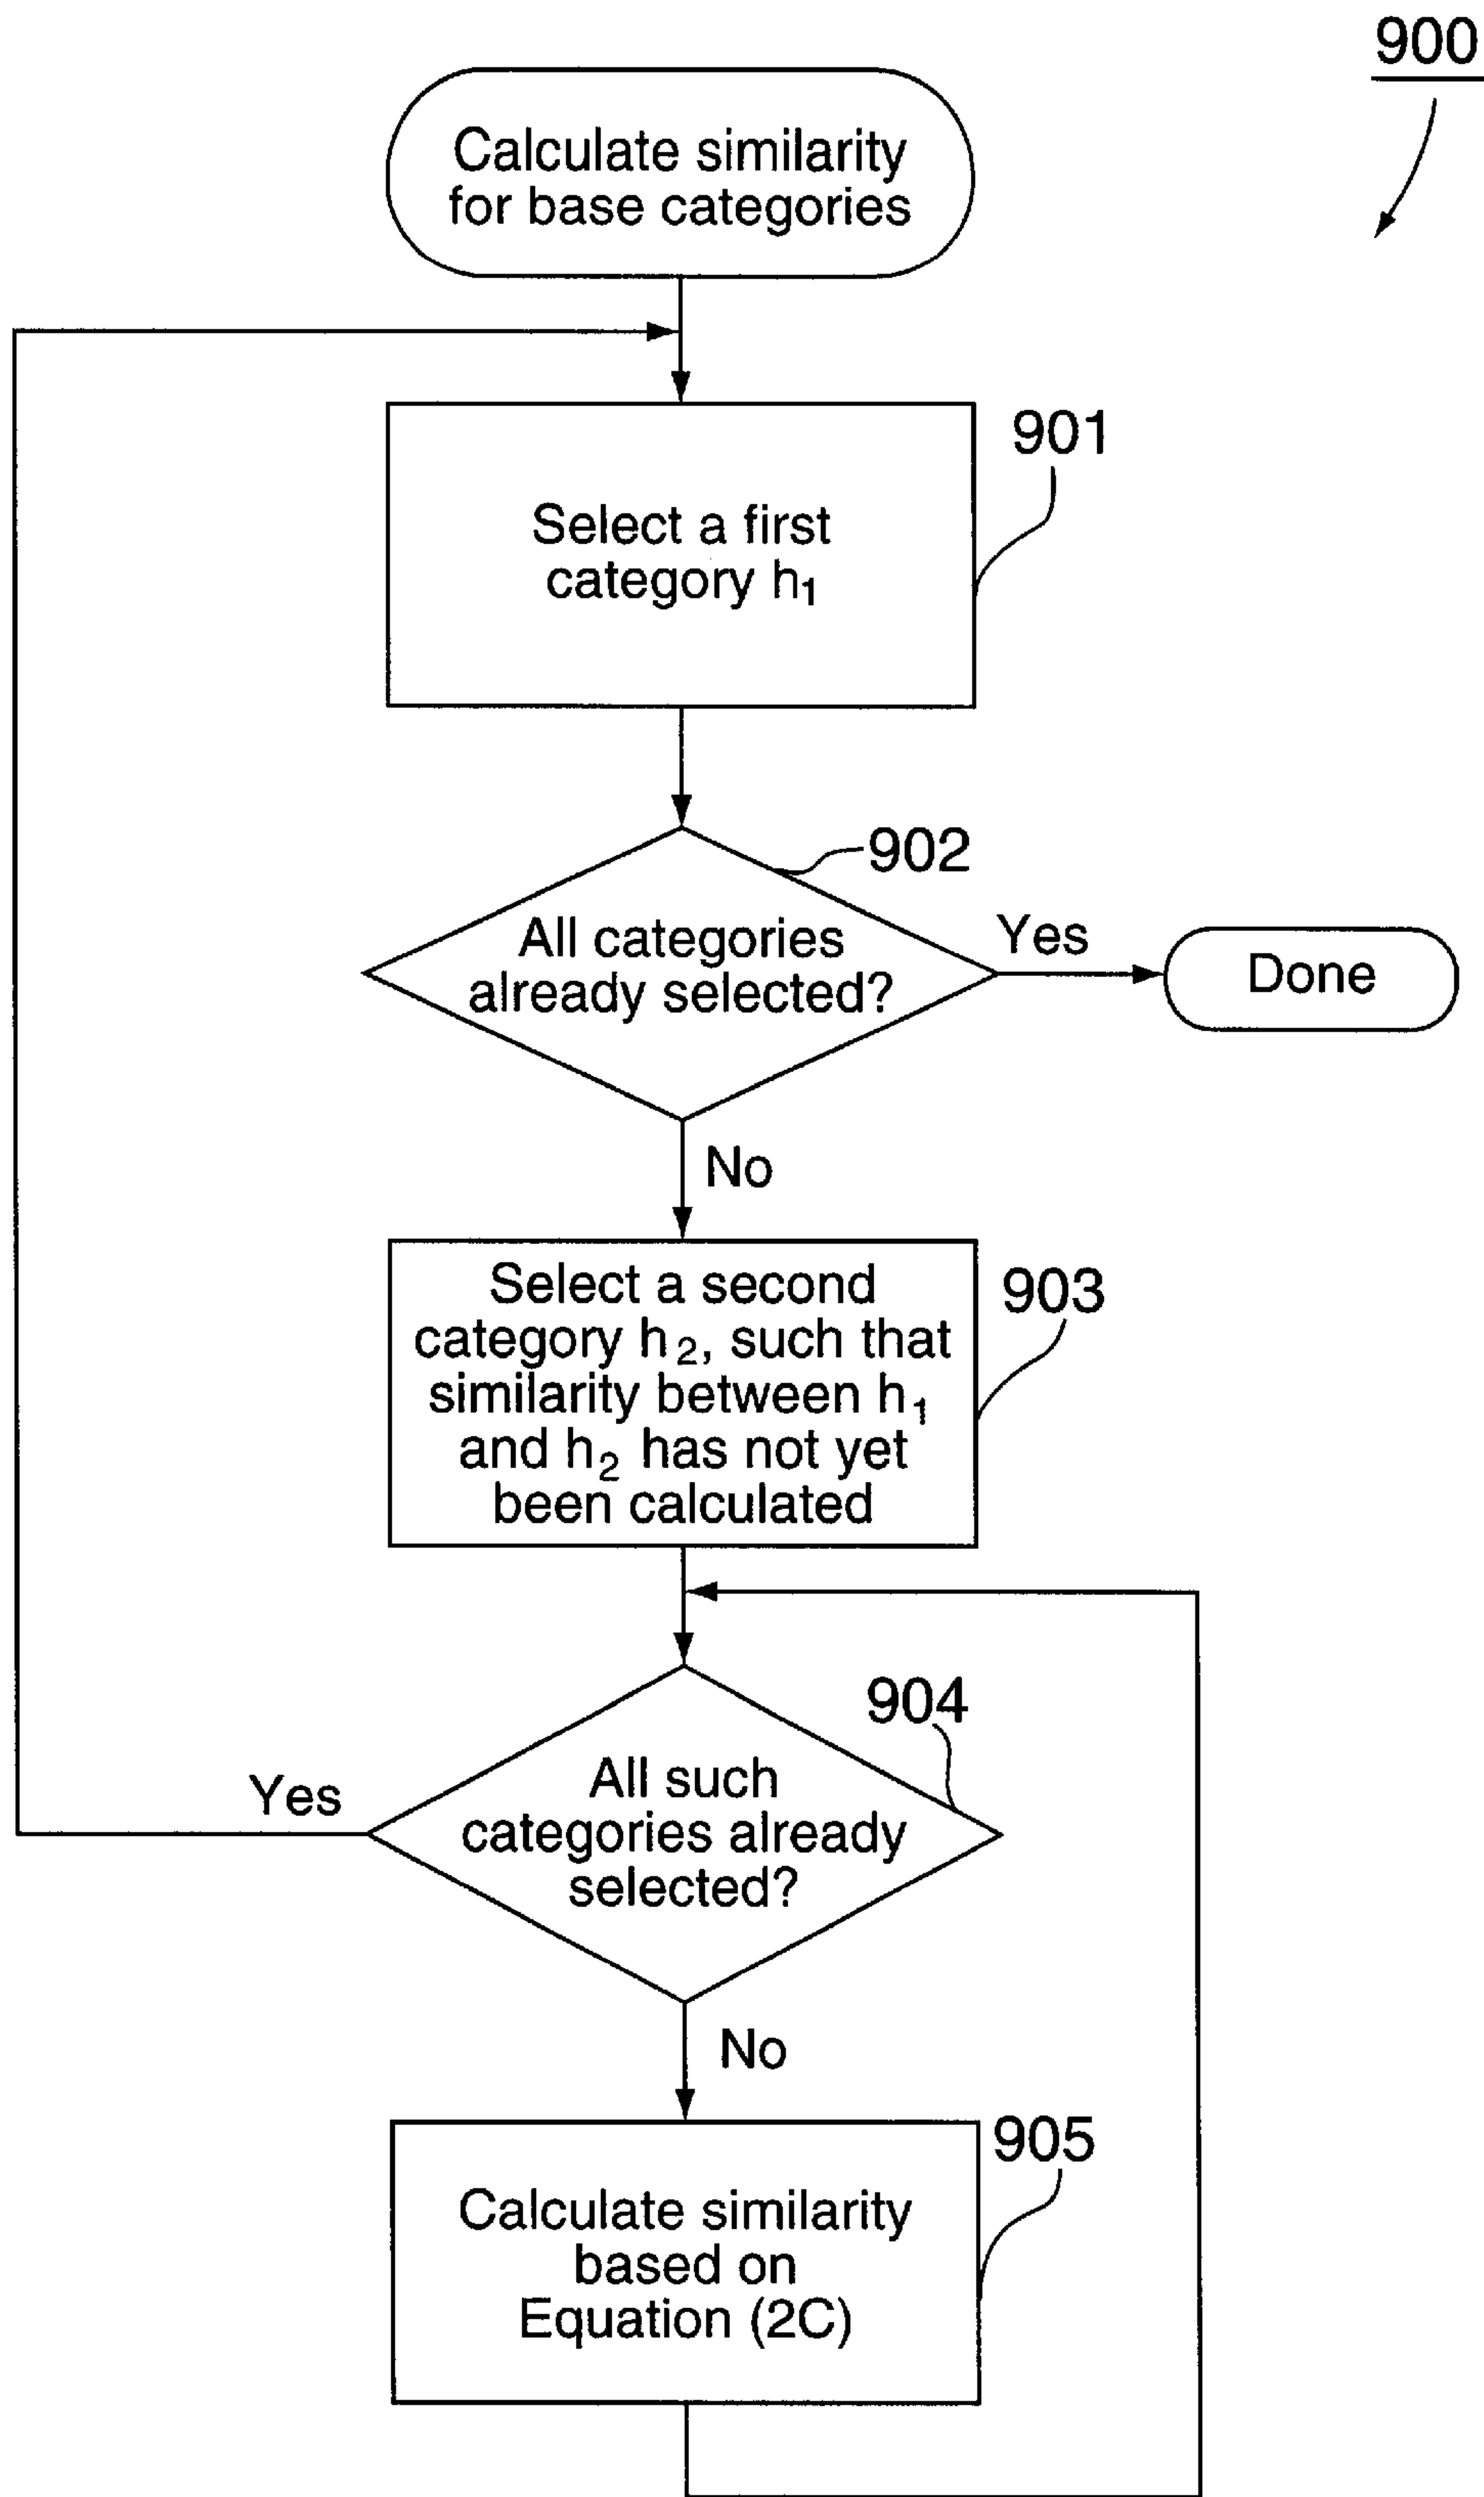 900
Calculate similarity
for base categories
901
Select a first
category h₁
902
All categories
already selected?
Yes
Done
No
Select a second
category h₂, such that
similarity between h₁
and h₂ has not yet
been calculated
903
904
All such
categories already
selected?
Yes
No
905
Calculate similarity
based on
Equation (2C)